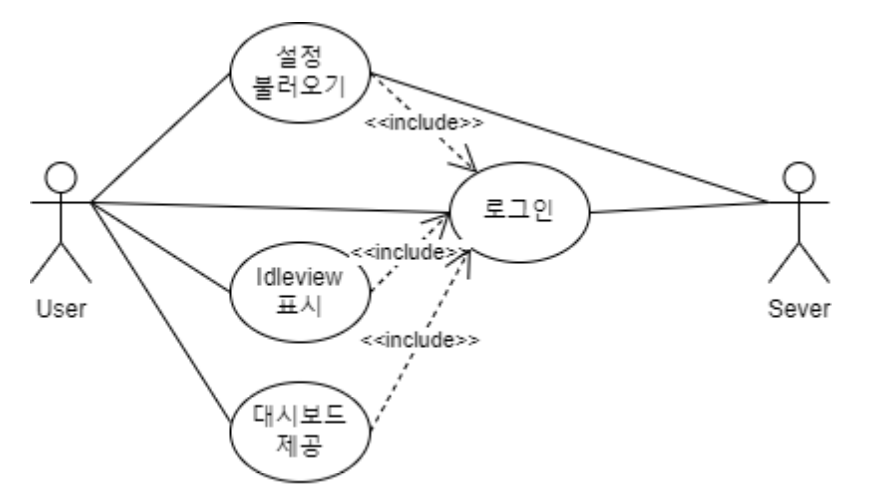 설정
불러오기
<<include>>
로그인
<<include>>
Idleview
표시
User
Sever
<<include>>
대시보드
제공